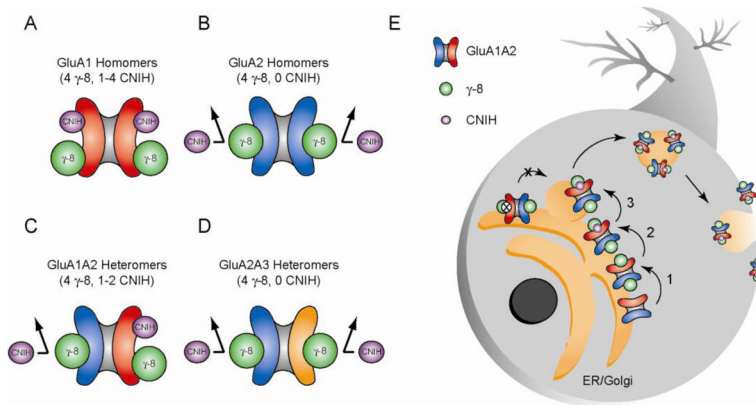 A
GluA1 Homomers
(4 γ-8, 1-4 CNIH)
CNIH
CNIH
γ-8
γ-8
B
GluA2 Homomers
(4 γ-8, 0 CNIH)
CNIH
γ-8
γ-8
CNIH
C
GluA1A2 Heteromers
(4 γ-8, 1-2 CNIH)
CNIH
γ-8
CNIH
γ-8
D
GluA2A3 Heteromers
(4 γ-8, 0 CNIH)
CNIH
γ-8
γ-8
CNIH
E
GluA1A2
γ-8
CNIH
3
2
1
ER/Golgi